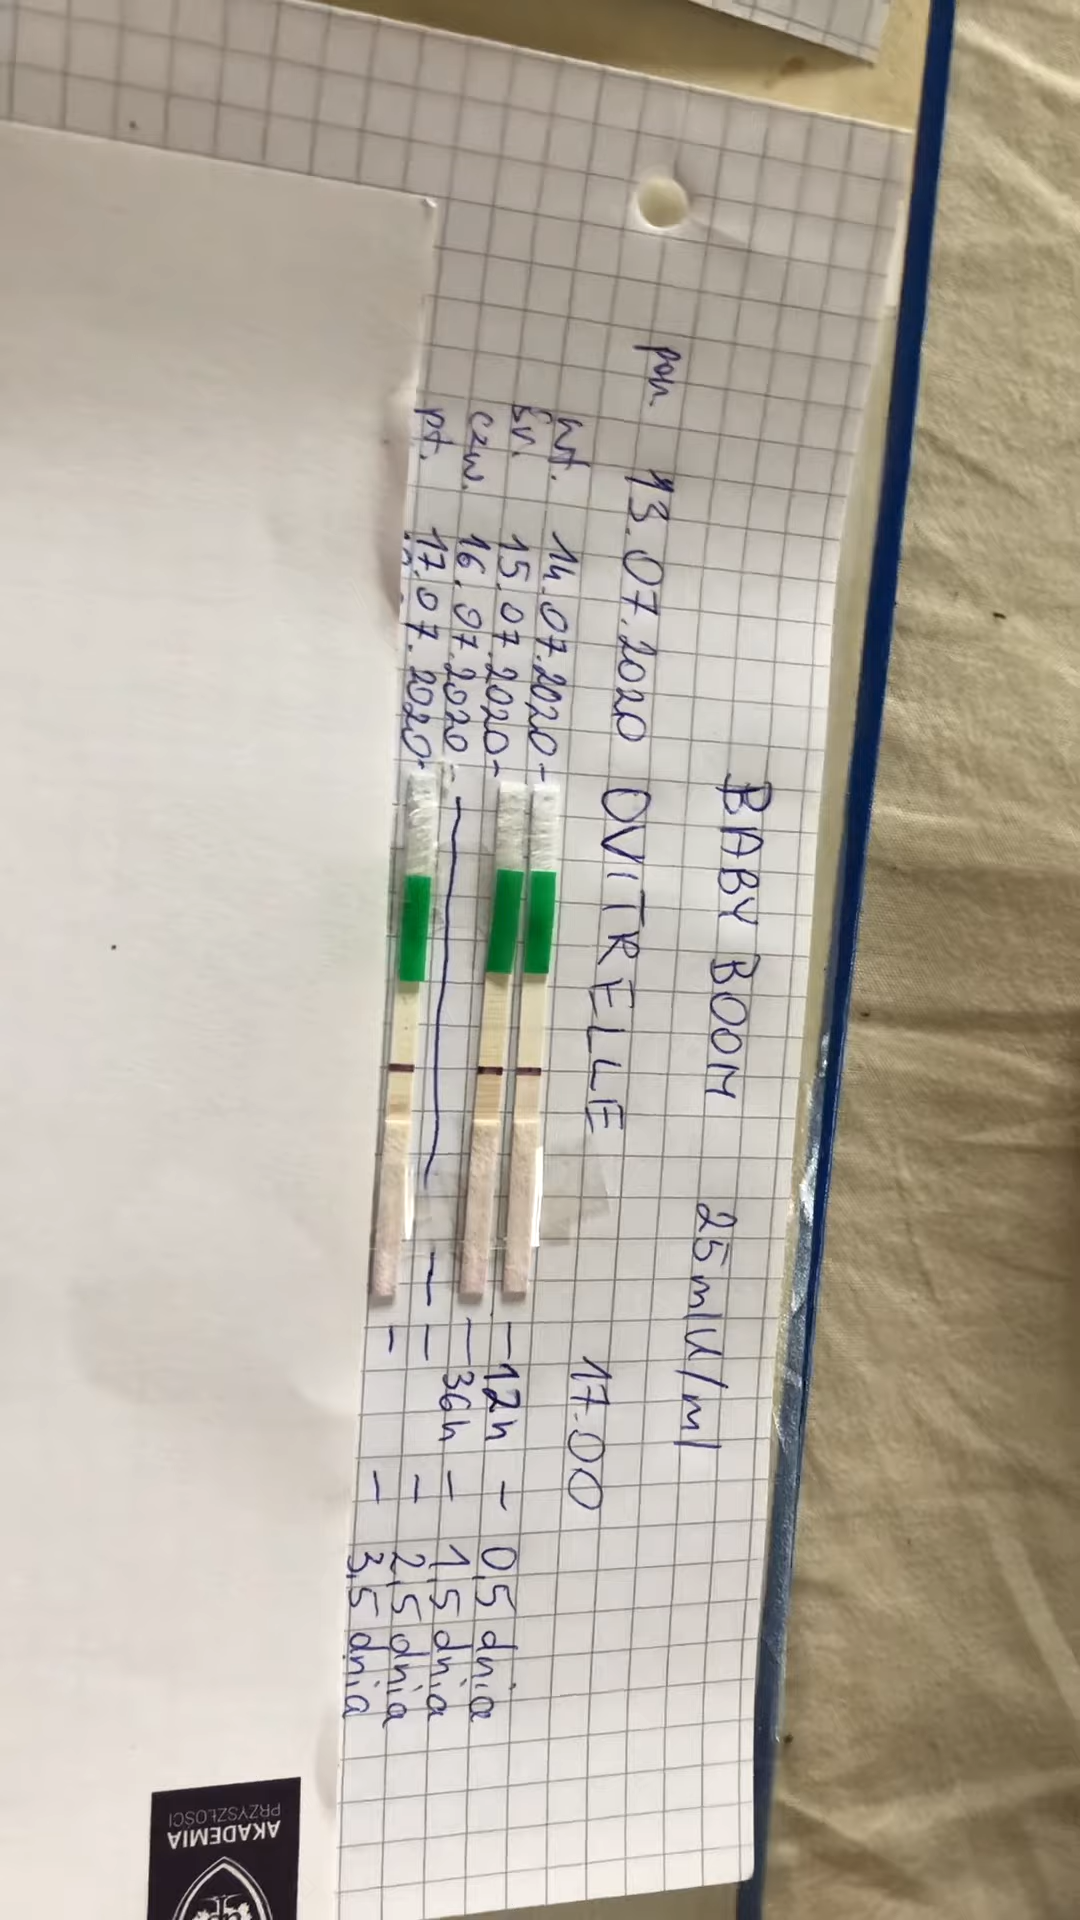 BABY BOOM 25mIU/ml
pon 13.07.2020 OVITRELLE 17.00
wt. 14.07.2020 - - 12h - 0,5 dnia
śr. 15.07.2020 - - 36h - 1,5 dnia
czw. 16.07.2020 - - - 2,5 dnia
pt. 17.07.2020 - - - 3,5 dnia
AKADEMIA
PRZYSZŁOŚCI